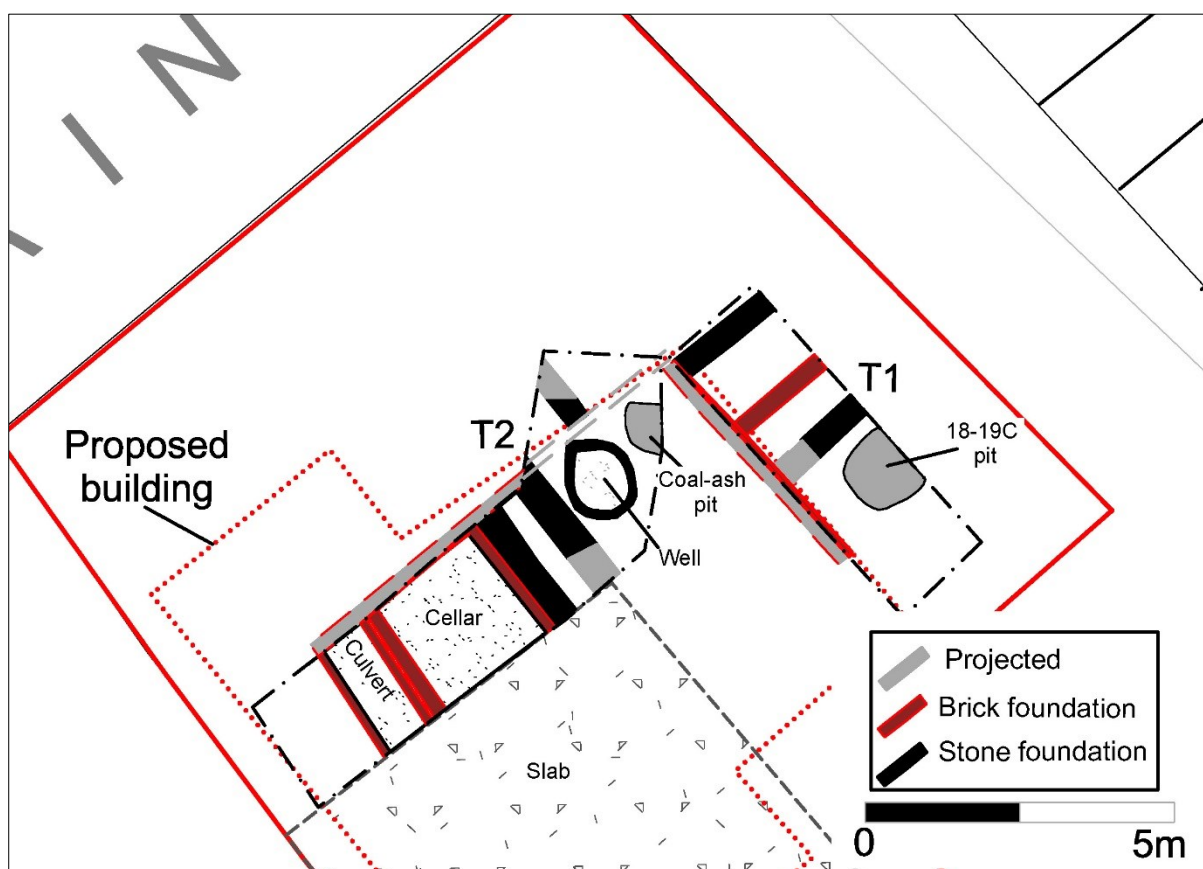 AIN
T1
T2
18-19C
pit
Proposed
building
Coal-ash
pit
Well
Cellar
Culvert
Slab
Projected
Brick foundation
Stone foundation
0
5m